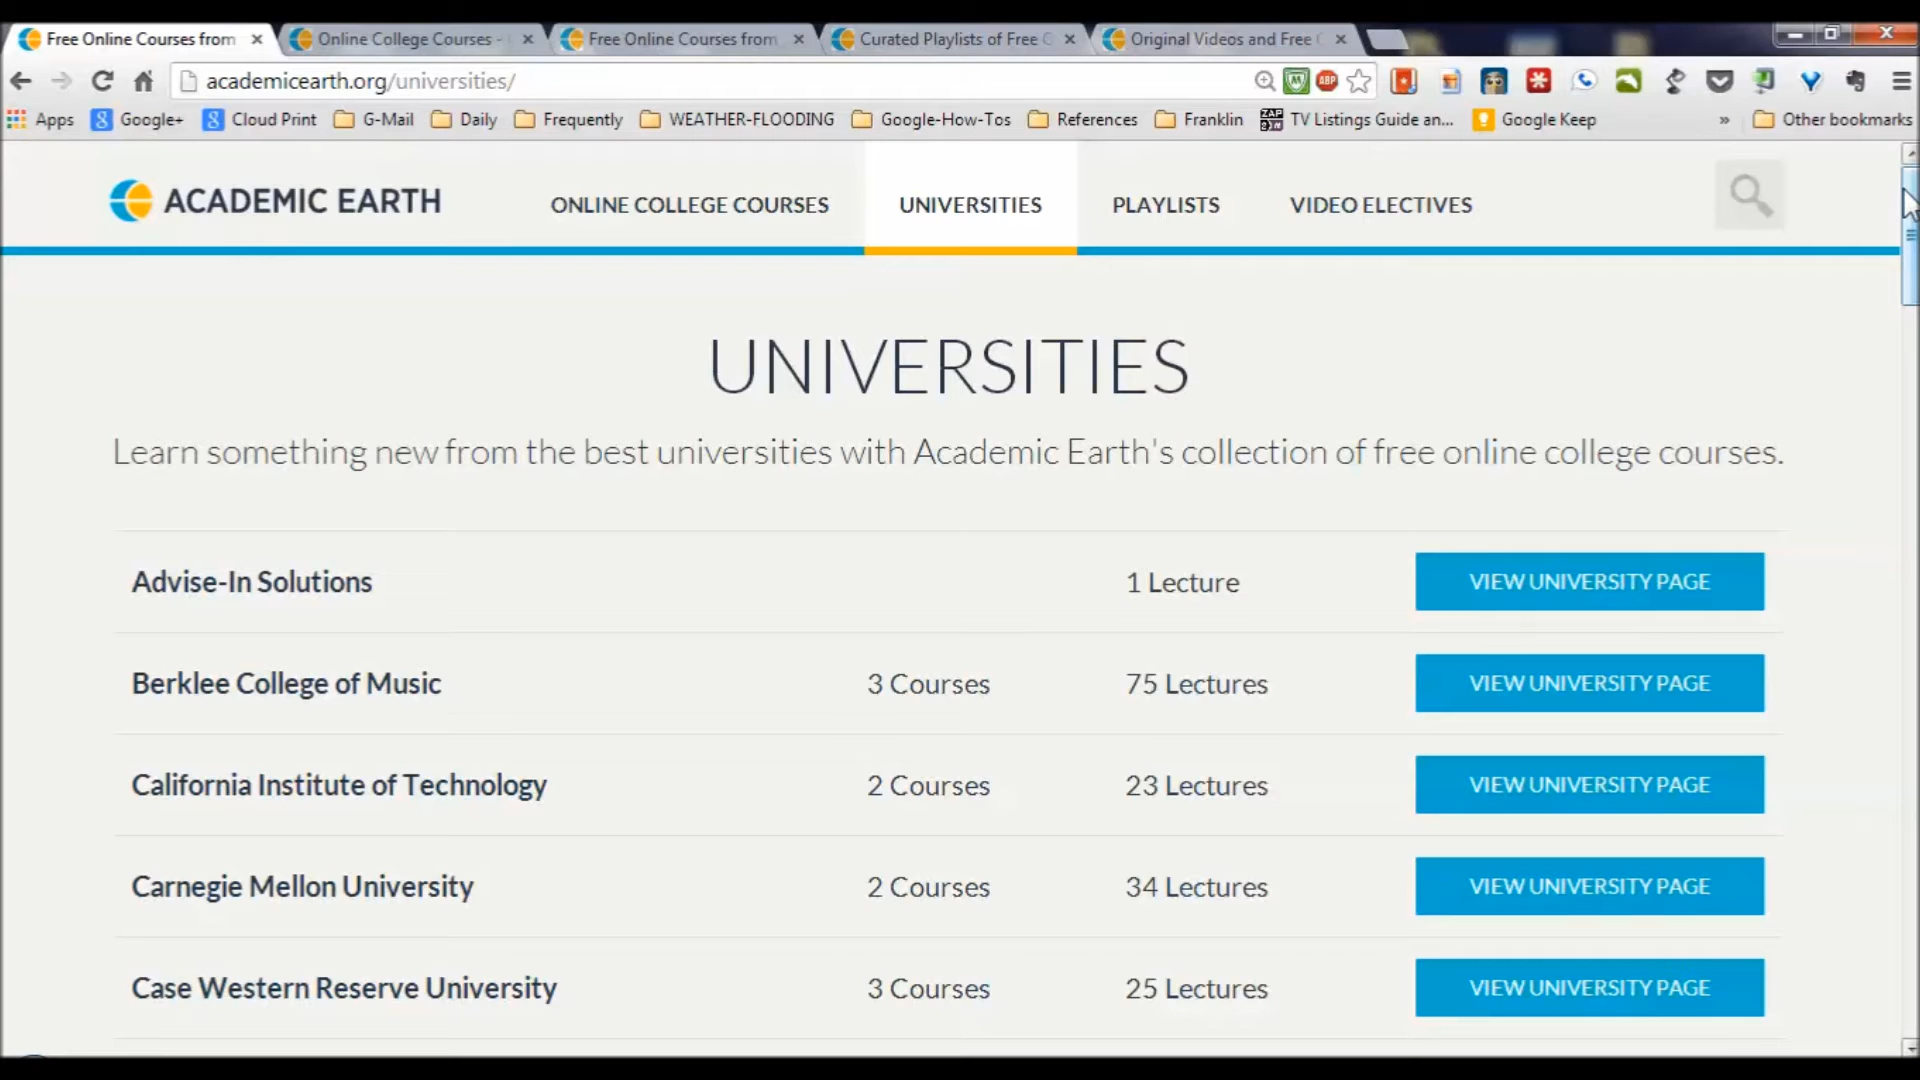 Free Online Courses from
Online College Courses -
Free Online Courses from
Curated Playlists of Free
Original Videos and Free
academicearth.org/universities/
ABP
Apps Google+ Cloud Print G-Mail Daily Frequently WEATHER-FLOODING Google-How-Tos References Franklin TV Listings Guide an... Google Keep » Other bookmarks
ACADEMIC EARTH ONLINE COLLEGE COURSES UNIVERSITIES PLAYLISTS VIDEO ELECTIVES
UNIVERSITIES
Learn something new from the best universities with Academic Earth's collection of free online college courses.
Advise-In Solutions 1 Lecture VIEW UNIVERSITY PAGE
Berklee College of Music 3 Courses 75 Lectures VIEW UNIVERSITY PAGE
California Institute of Technology 2 Courses 23 Lectures VIEW UNIVERSITY PAGE
Carnegie Mellon University 2 Courses 34 Lectures VIEW UNIVERSITY PAGE
Case Western Reserve University 3 Courses 25 Lectures VIEW UNIVERSITY PAGE